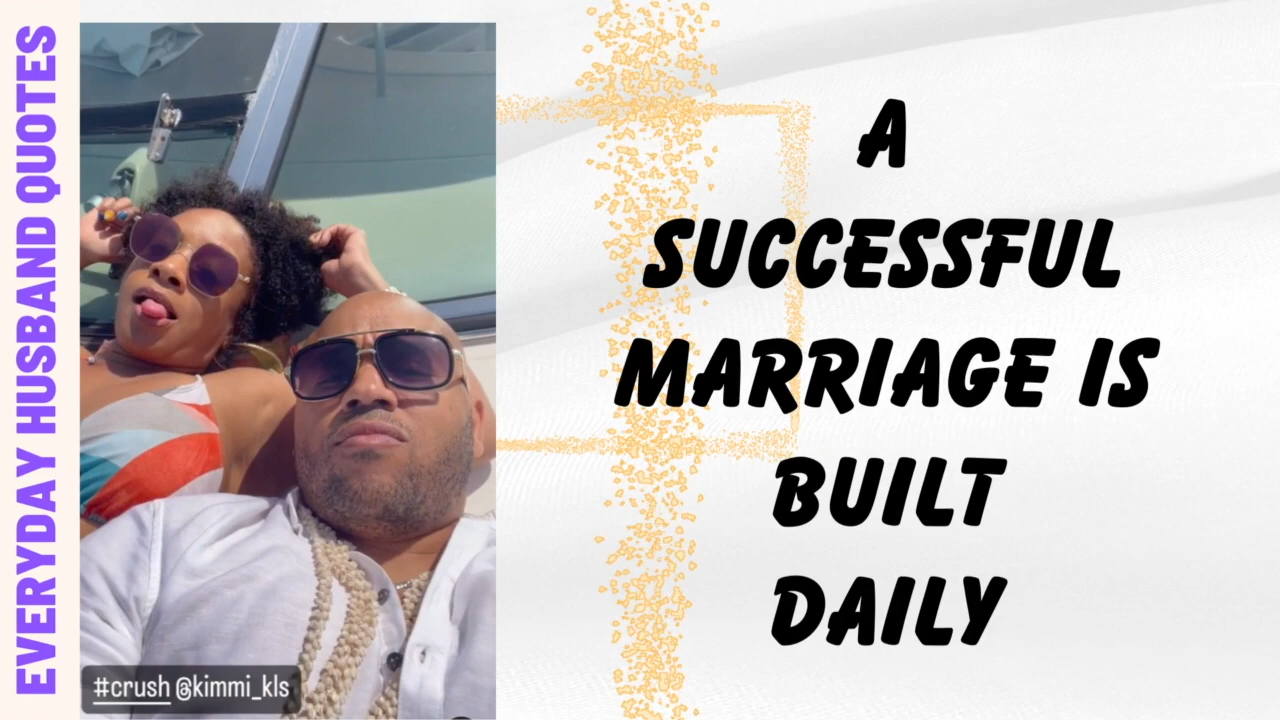 EVERYDAY HUSBAND QUOTES
#crush @kimmi_kls
A
SUCCESSFUL
MARRIAGE IS
BUILT
DAILY